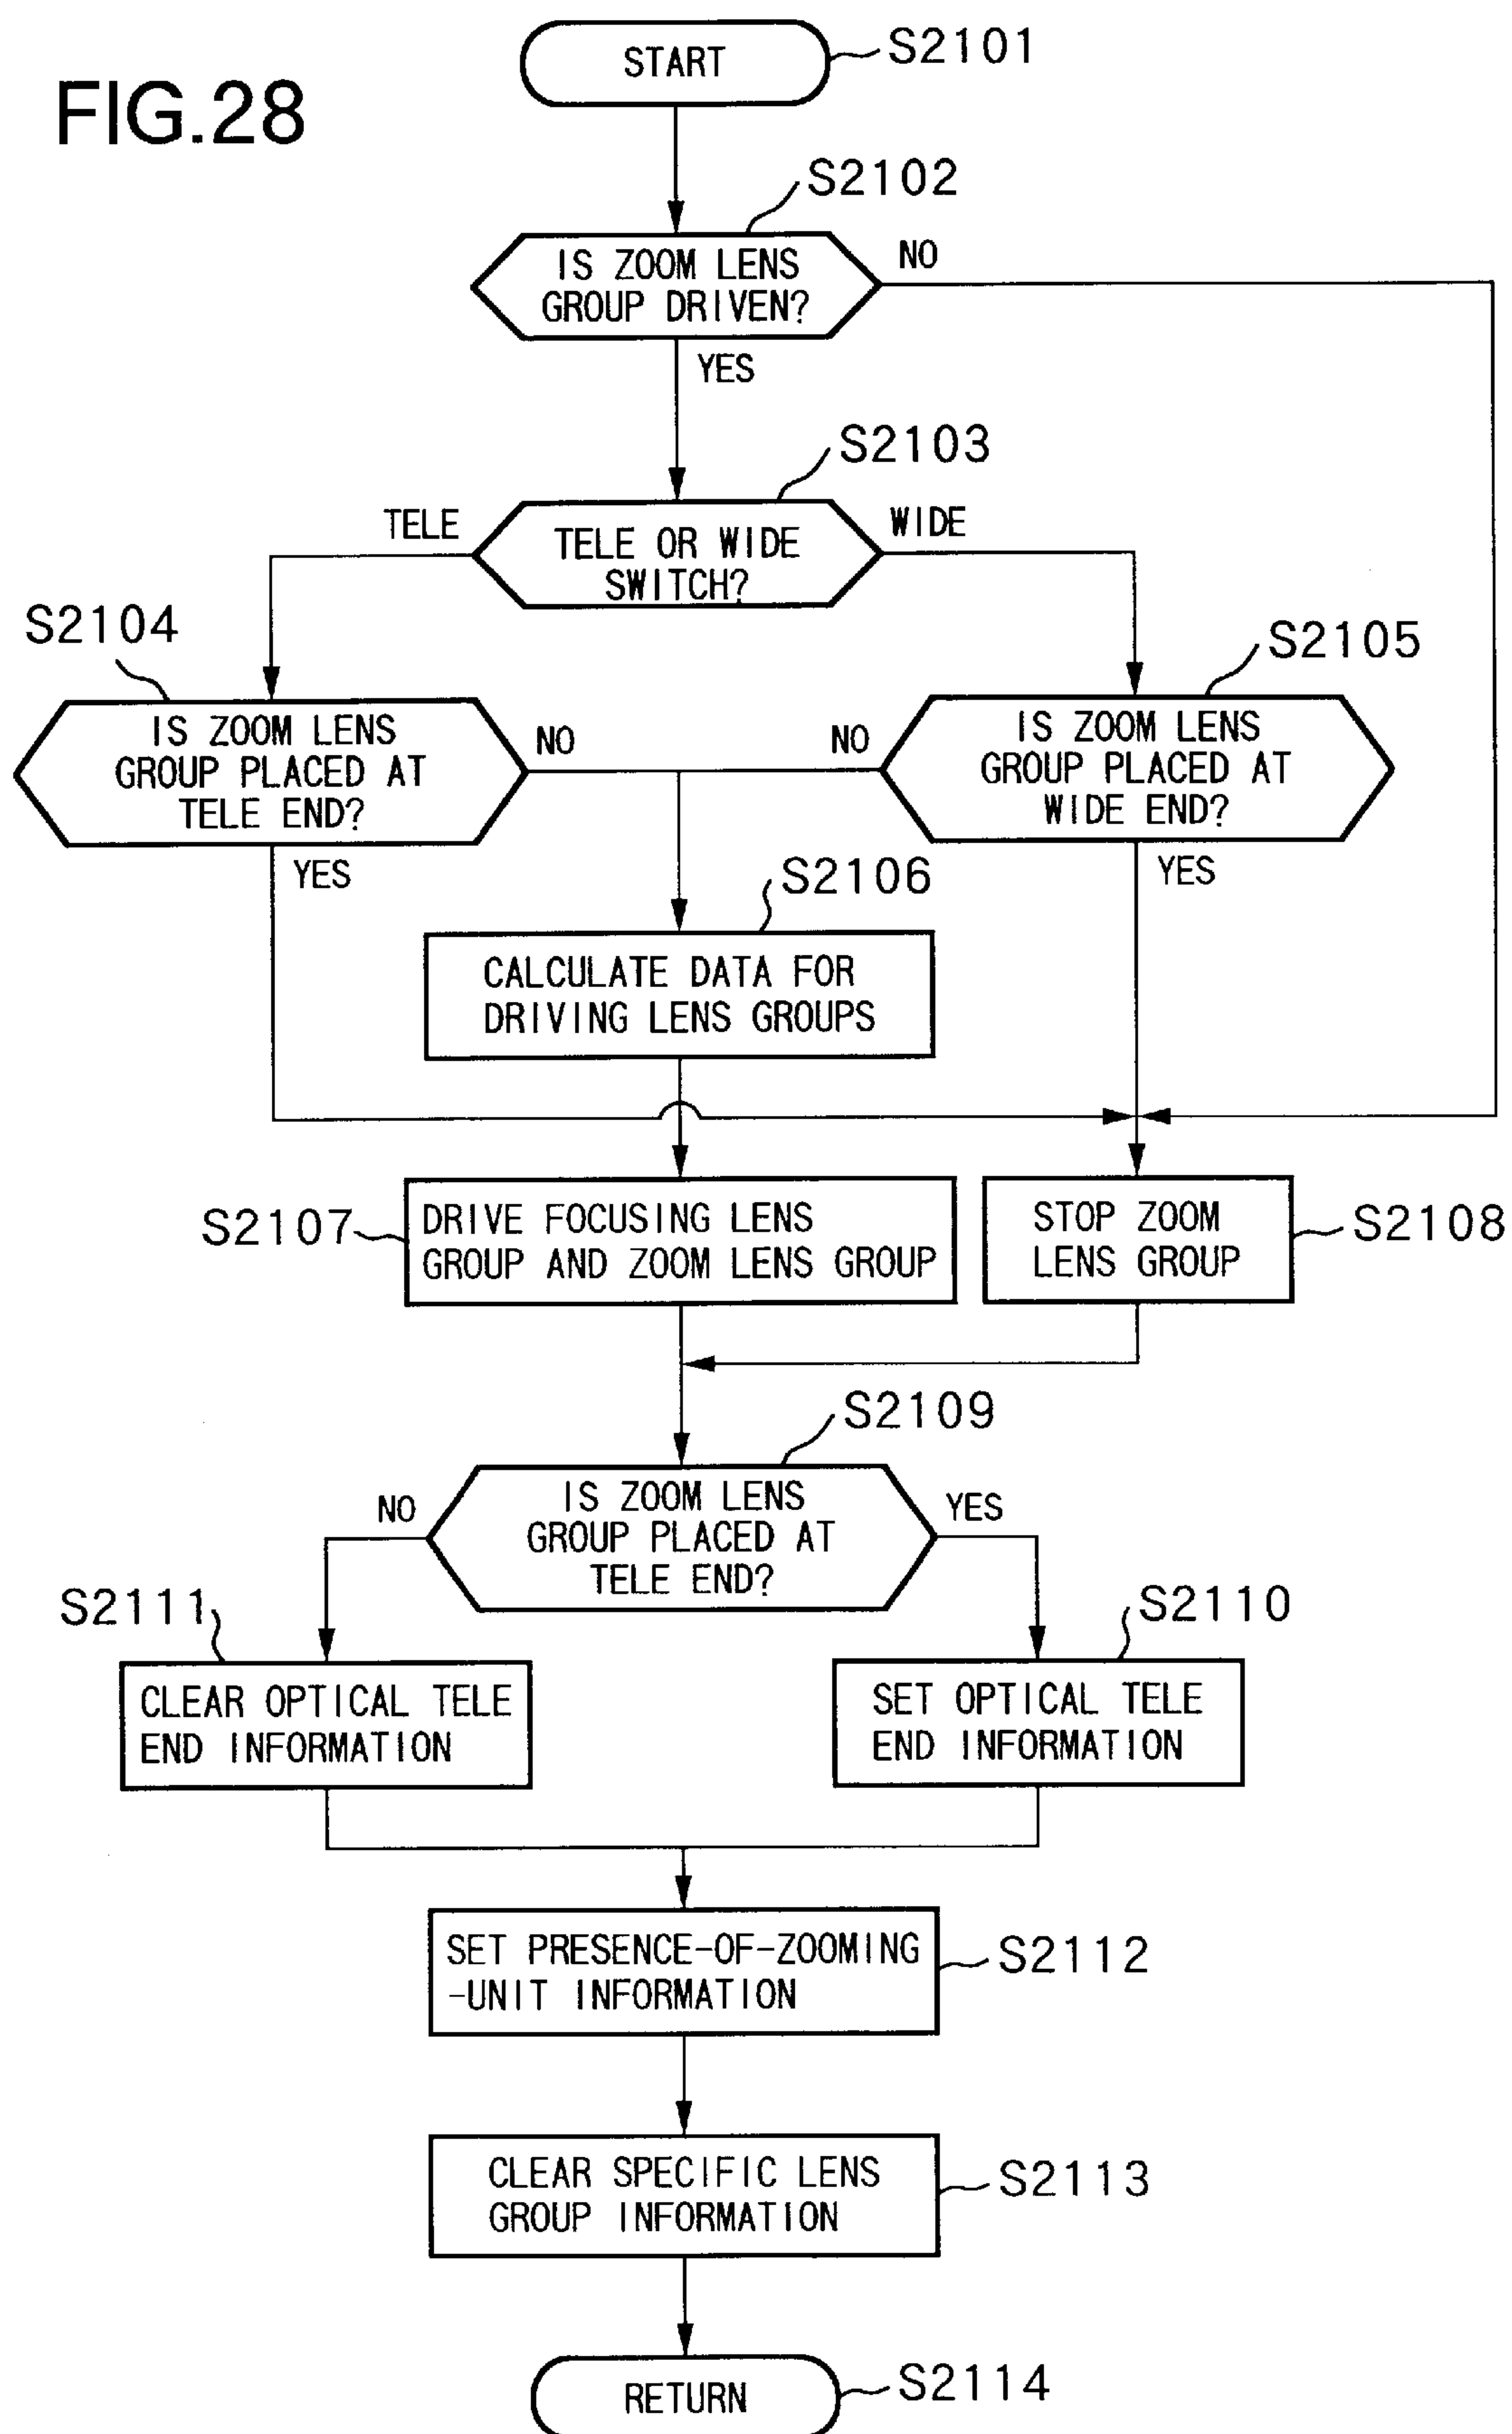 FIG.28
START
S2101
S2102
IS ZOOM LENS
GROUP DRIVEN?
NO
YES
S2103
TELE
TELE OR WIDE
SWITCH?
WIDE
S2104
IS ZOOM LENS
GROUP PLACED AT
TELE END?
NO
YES
S2105
IS ZOOM LENS
GROUP PLACED AT
WIDE END?
NO
YES
S2106
CALCULATE DATA FOR
DRIVING LENS GROUPS
S2107
DRIVE FOCUSING LENS
GROUP AND ZOOM LENS GROUP
STOP ZOOM
LENS GROUP
S2108
S2109
IS ZOOM LENS
GROUP PLACED AT
TELE END?
NO
YES
S2111
CLEAR OPTICAL TELE
END INFORMATION
S2110
SET OPTICAL TELE
END INFORMATION
SET PRESENCE-OF-ZOOMING
-UNIT INFORMATION
S2112
CLEAR SPECIFIC LENS
GROUP INFORMATION
S2113
RETURN
S2114